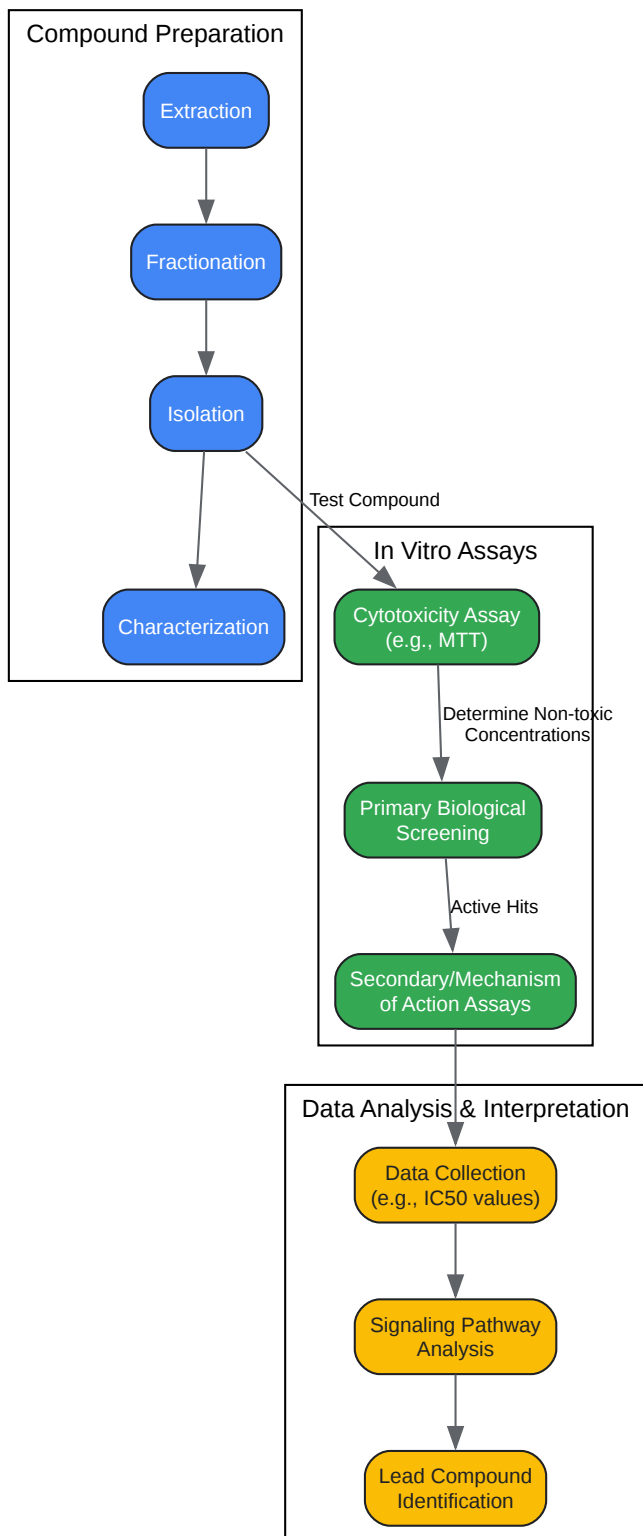 Compound Preparation
Extraction
Fractionation
Isolation
Test Compound
In Vitro Assays
Characterization
Cytotoxicity Assay
(e.g., MTT)
Determine Non-toxic
Concentrations
Primary Biological
Screening
Active Hits
Secondary/Mechanism
of Action Assays
Data Analysis & Interpretation
Data Collection
(e.g., IC50 values)
Signaling Pathway
Analysis
Lead Compound
Identification